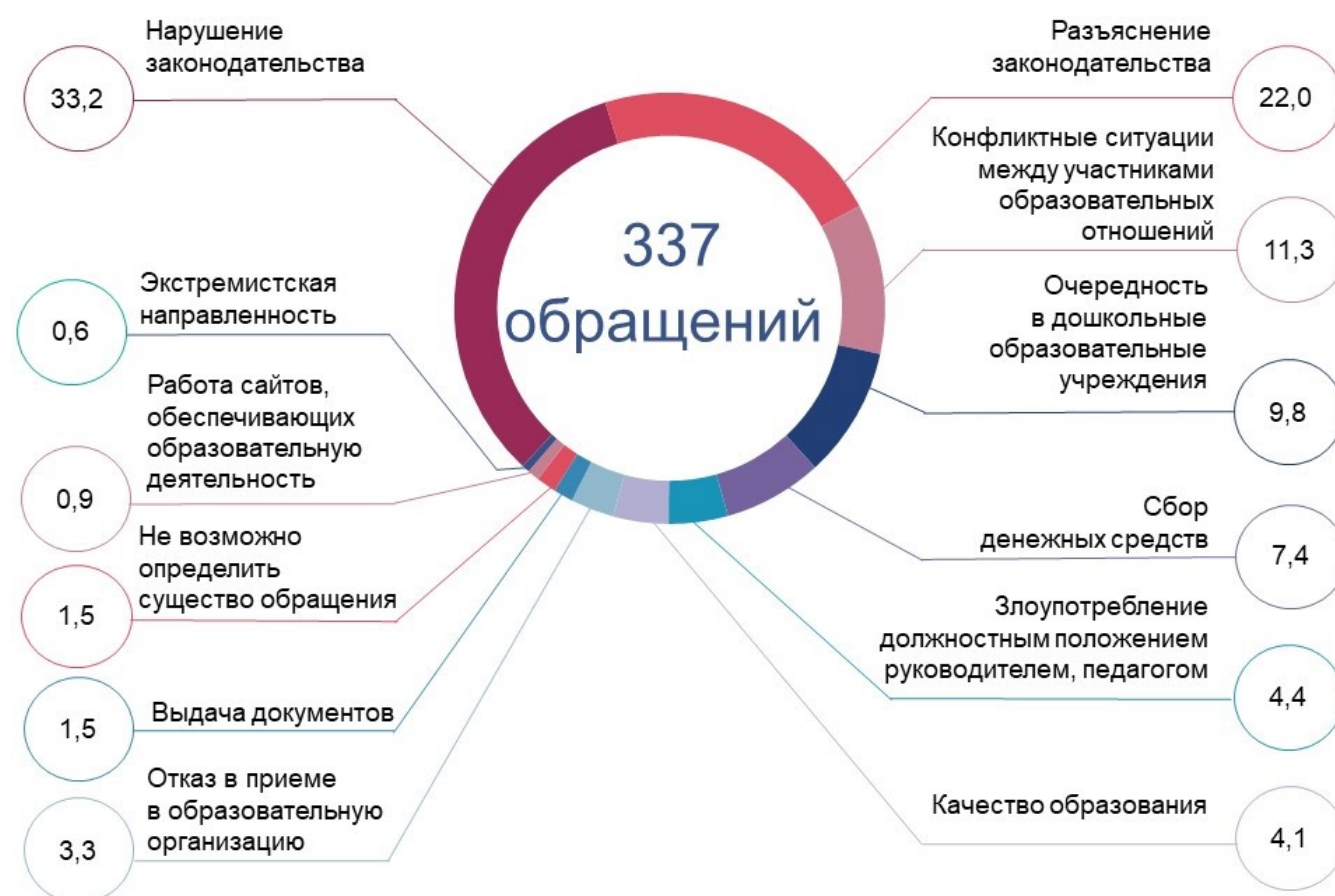 Нарушение
законодательства
33,2
Экстремистская
направленность
0,6
Работа сайтов,
обеспечивающих
образовательную
деятельность
0,9
Не возможно
определить
существо обращения
1,5
Выдача документов
1,5
Отказ в приеме
в образовательную
организацию
3,3
337
обращений
Разъяснение
законодательства
22,0
Конфликтные ситуации
между участниками
образовательных
отношений
11,3
Очередность
в дошкольные
образовательные
учреждения
9,8
Сбор
денежных средств
7,4
Злоупотребление
должностным положением
руководителем, педагогом
4,4
Качество образования
4,1